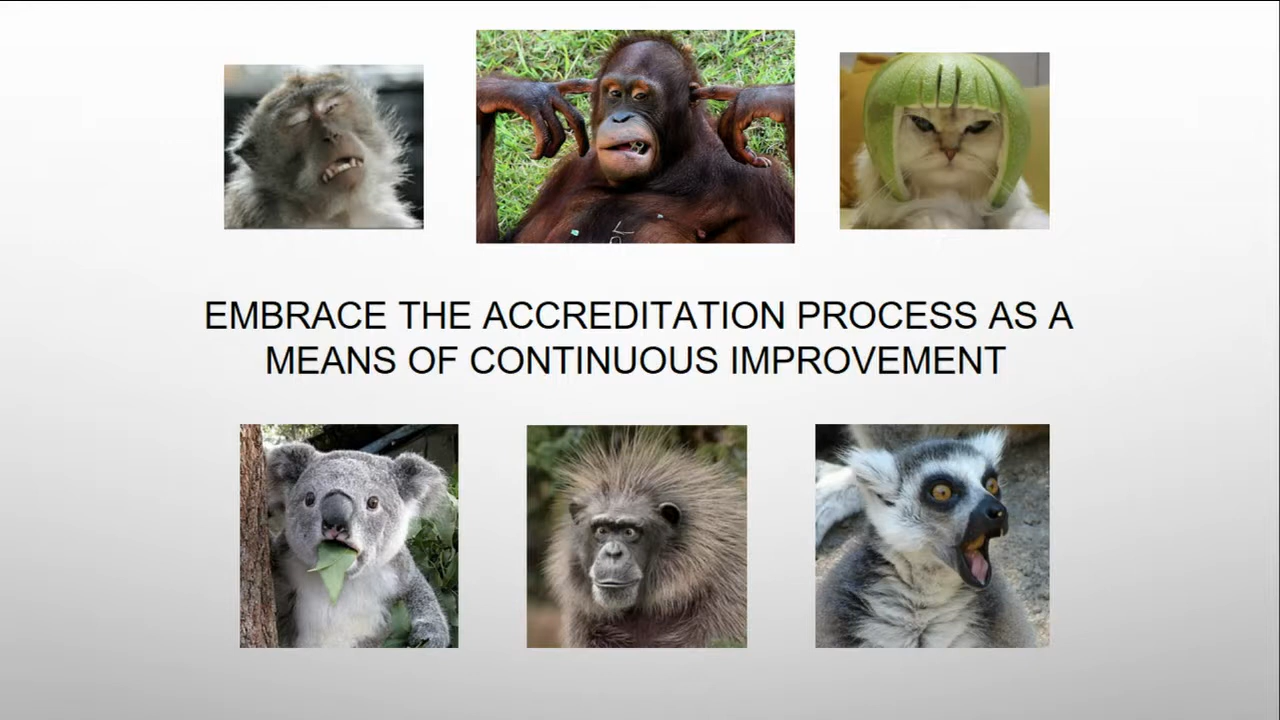 EMBRACE THE ACCREDITATION PROCESS AS A
MEANS OF CONTINUOUS IMPROVEMENT